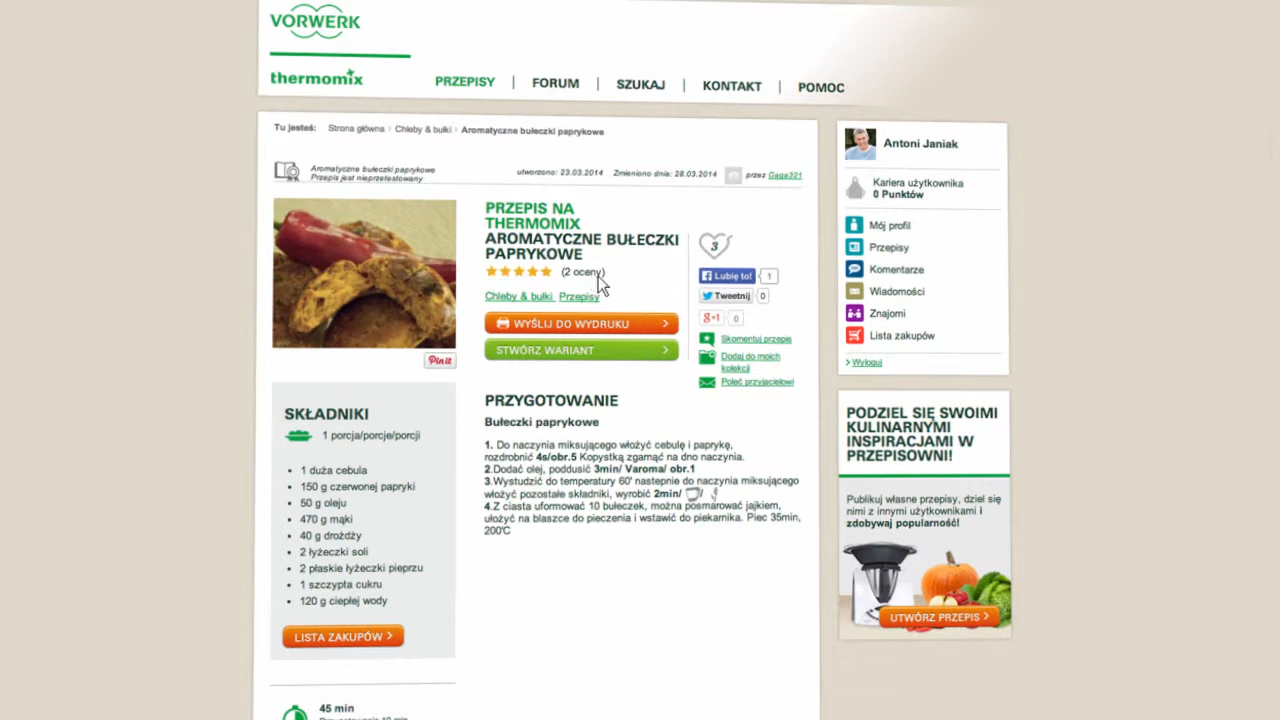 VORWERK
thermomix
PRZEPISY | FORUM | SZUKAJ | KONTAKT | POMOC
Tu jesteś: Strona główna › Chleby & bułki › Aromatyczne bułeczki paprykowe
Aromatyczne bułeczki paprykowe
Przepis jest nieprzetestowany
utworzono: 23.03.2014 Zmieniono dnia: 28.03.2014 przez Gaga321
PRZEPIS NA
THERMOMIX
AROMATYCZNE BUŁECZKI
PAPRYKOWE
(2 oceny)
Chleby & bułki Przepisy
WYŚLIJ DO WYDRUKU
STWÓRZ WARIANT
3
Lubię to! 1
Tweetnij 0
g+1 0
Skomentuj przepis
Dodaj do moich
kolekcji
Poleć przyjacielowi
Pin it
SKŁADNIKI
1 porcja/porcje/porcji
• 1 duża cebula
• 150 g czerwonej papryki
• 50 g oleju
• 470 g mąki
• 40 g drożdży
• 2 łyżeczki soli
• 2 płaskie łyżeczki pieprzu
• 1 szczypta cukru
• 120 g ciepłej wody
LISTA ZAKUPÓW
45 min
PRZYGOTOWANIE
Bułeczki paprykowe
1. Do naczynia miksującego włożyć cebulę i paprykę,
rozdrobnić 4s/obr.5 Kopystką zgarnąć na dno naczynia.
2.Dodać olej, poddusić 3min/ Varoma/ obr.1
3.Wystudzić do temperatury 60' nastepnie do naczynia miksującego
włożyć pozostałe składniki, wyrobić 2min/ /
4.Z ciasta uformować 10 bułeczek, można posmarować jajkiem,
ułożyć na blaszce do pieczenia i wstawić do piekarnika. Piec 35min,
200'C
Antoni Janiak
Kariera użytkownika
0 Punktów
Mój profil
Przepisy
Komentarze
Wiadomości
Znajomi
Lista zakupów
› Wyloguj
PODZIEL SIĘ SWOIMI
KULINARNYMI
INSPIRACJAMI W
PRZEPISOWNI!
Publikuj własne przepisy, dziel się
nimi z innymi użytkownikami i
zdobywaj popularność!
UTWÓRZ PRZEPIS